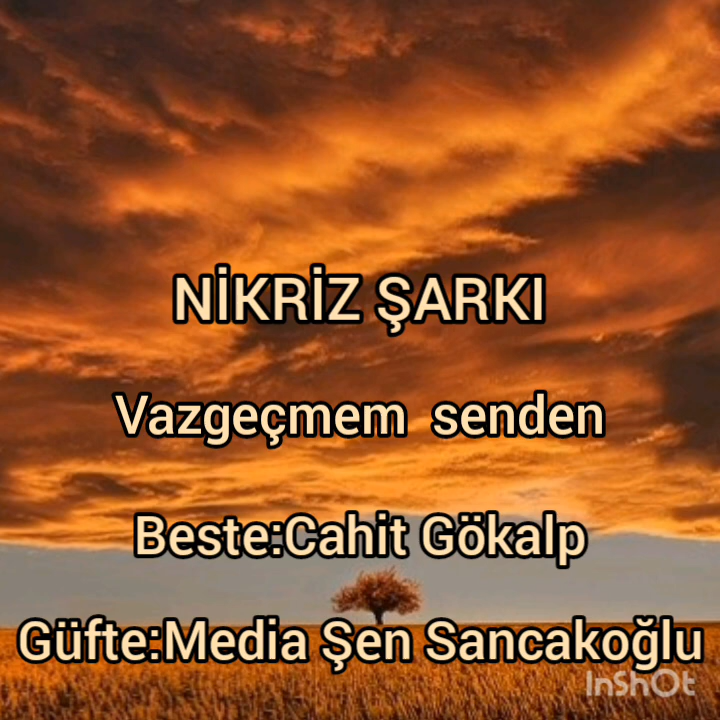 NİKRİZ ŞARKI
Vazgeçmem senden
Beste:Cahit Gökalp
Güfte:Media Şen Sancakoğlu
InShOt